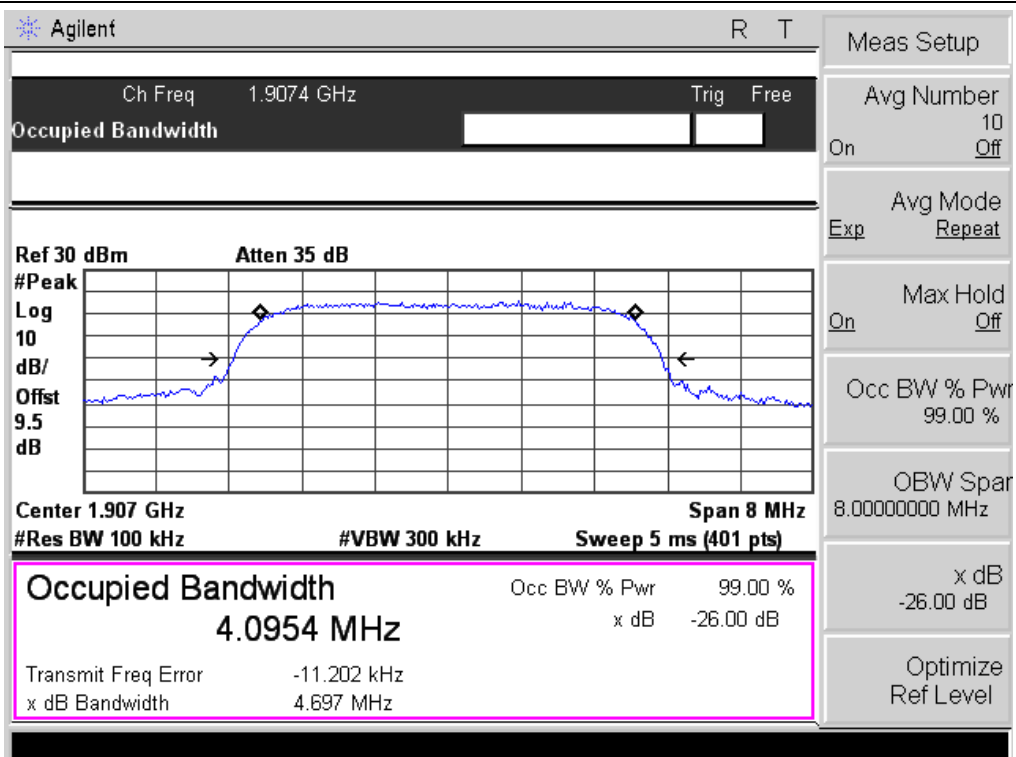 Agilent R T
Ch Freq 1.9074 GHz Trig Free
Occupied Bandwidth
Ref 30 dBm Atten 35 dB
#Peak
Log
10
dB/
Offst
9.5
dB
Center 1.907 GHz Span 8 MHz
#Res BW 100 kHz #VBW 300 kHz Sweep 5 ms (401 pts)
Occupied Bandwidth Occ BW % Pwr 99.00 %
4.0954 MHz x dB -26.00 dB
Transmit Freq Error -11.202 kHz
x dB Bandwidth 4.697 MHz
Meas Setup
Avg Number
10
On Off
Avg Mode
Exp Repeat
Max Hold
On Off
Occ BW % Pwr
99.00 %
OBW Span
8.00000000 MHz
x dB
-26.00 dB
Optimize
Ref Level